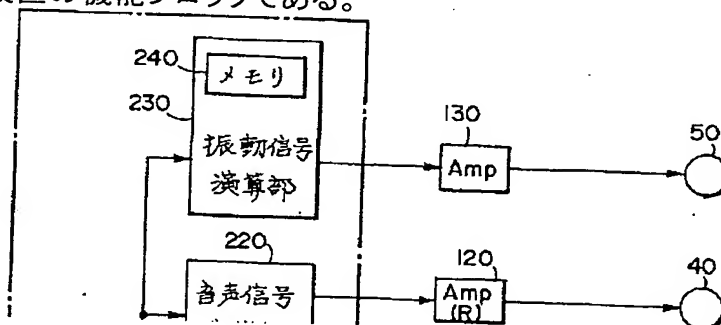 の機能ブロックである。
240
メモリ
230
振動信号
演算部
130
Amp
50
220
音声信号
120
Amp
(R)
40